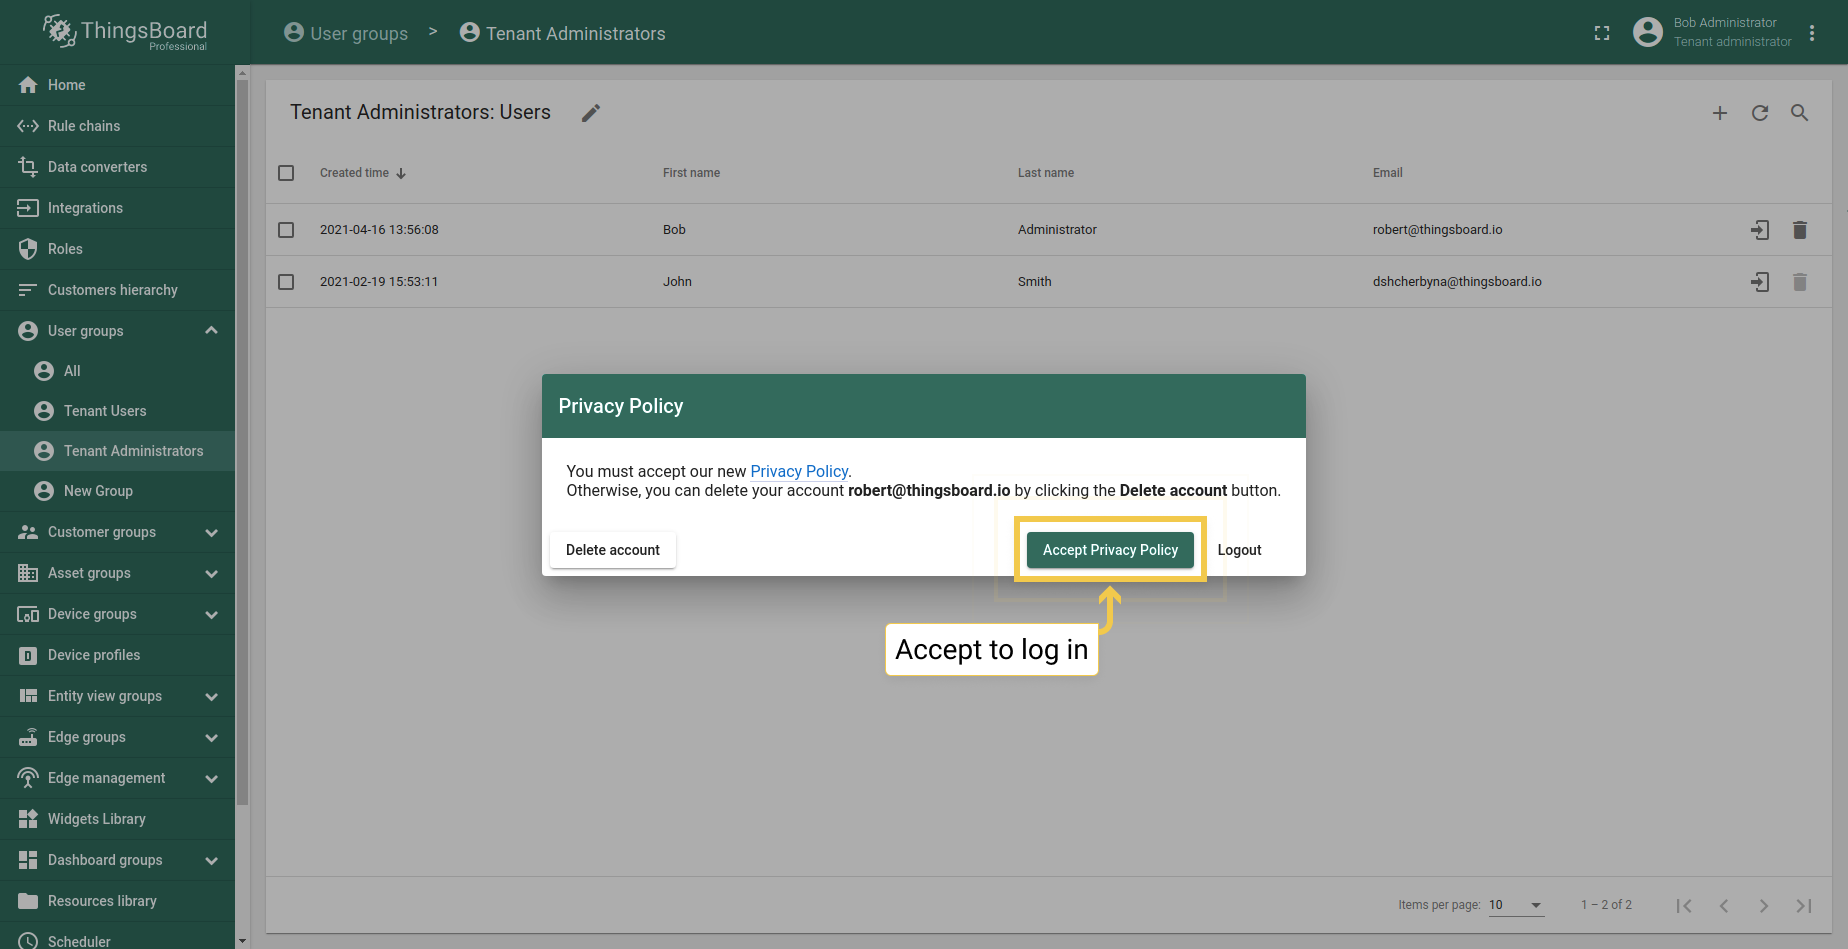 ThingsBoard
Professional
User groups > Tenant Administrators
Bob Administrator
Tenant administrator
Home
Rule chains
Data converters
Integrations
Roles
Customers hierarchy
User groups
All
Tenant Users
Tenant Administrators
New Group
Customer groups
Asset groups
Device groups
Device profiles
Entity view groups
Edge groups
Edge management
Widgets Library
Dashboard groups
Resources library
Scheduler
Tenant Administrators: Users
Created time First name Last name Email
2021-04-16 13:56:08 Bob Administrator robert@thingsboard.io
2021-02-19 15:53:11 John Smith dshcherbyna@thingsboard.io
Privacy Policy
You must accept our new Privacy Policy.
Otherwise, you can delete your account robert@thingsboard.io by clicking the Delete account button.
Delete account Accept Privacy Policy Logout
Accept to log in
Items per page: 10 1 – 2 of 2